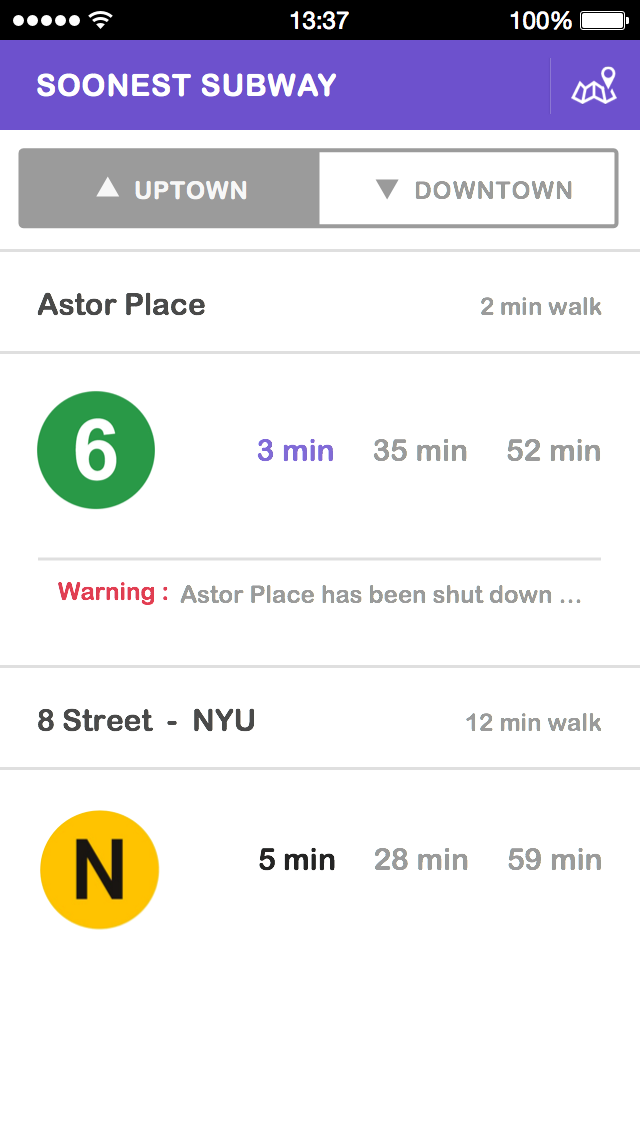 13:37 100%
SOONEST SUBWAY
▲ UPTOWN ▼ DOWNTOWN
Astor Place 2 min walk
6 3 min 35 min 52 min
Warning : Astor Place has been shut down ...
8 Street - NYU 12 min walk
N 5 min 28 min 59 min